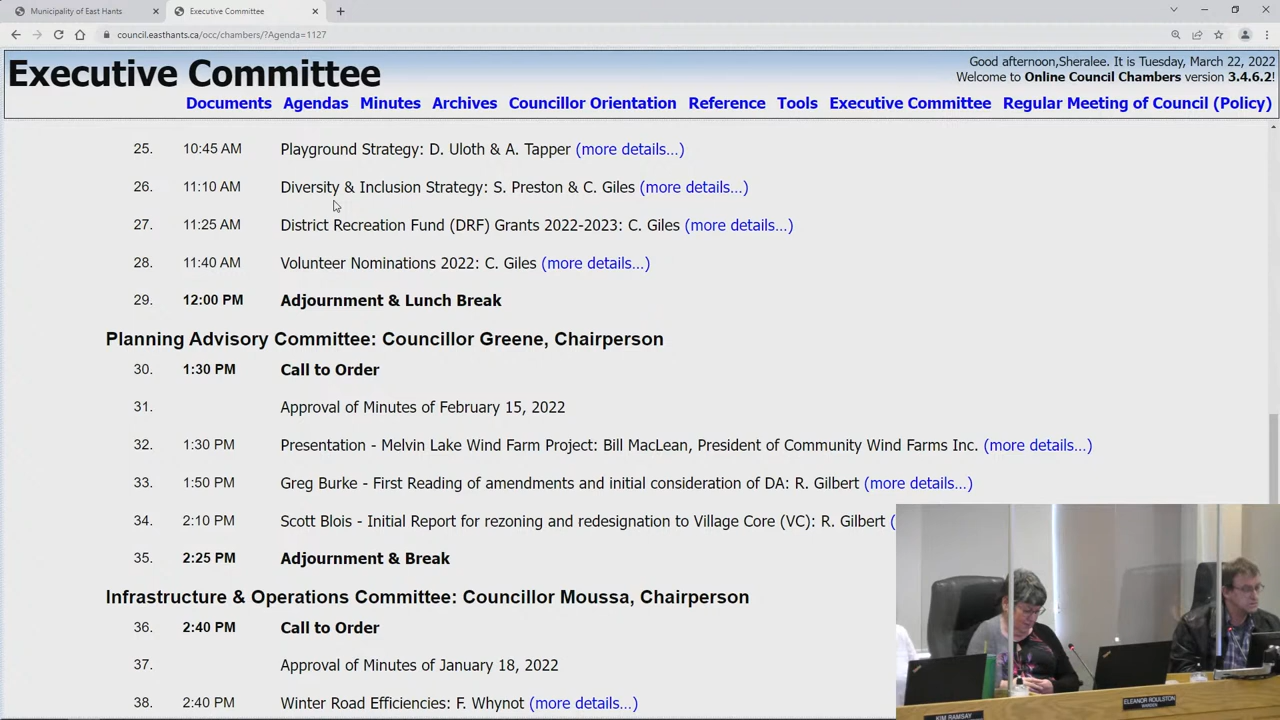 Municipality of East Hants
Executive Committee
council.easthants.ca/occ/chambers/?Agenda=1127
Executive Committee
Good afternoon,Sheralee. It is Tuesday, March 22, 2022
Welcome to Online Council Chambers version 3.4.6.2!
Documents Agendas Minutes Archives Councillor Orientation Reference Tools Executive Committee Regular Meeting of Council (Policy)
25. 10:45 AM Playground Strategy: D. Uloth & A. Tapper (more details...)
26. 11:10 AM Diversity & Inclusion Strategy: S. Preston & C. Giles (more details...)
27. 11:25 AM District Recreation Fund (DRF) Grants 2022-2023: C. Giles (more details...)
28. 11:40 AM Volunteer Nominations 2022: C. Giles (more details...)
29. 12:00 PM Adjournment & Lunch Break
Planning Advisory Committee: Councillor Greene, Chairperson
30. 1:30 PM Call to Order
31. Approval of Minutes of February 15, 2022
32. 1:30 PM Presentation - Melvin Lake Wind Farm Project: Bill MacLean, President of Community Wind Farms Inc. (more details...)
33. 1:50 PM Greg Burke - First Reading of amendments and initial consideration of DA: R. Gilbert (more details...)
34. 2:10 PM Scott Blois - Initial Report for rezoning and redesignation to Village Core (VC): R. Gilbert (
35. 2:25 PM Adjournment & Break
Infrastructure & Operations Committee: Councillor Moussa, Chairperson
36. 2:40 PM Call to Order
37. Approval of Minutes of January 18, 2022
38. 2:40 PM Winter Road Efficiencies: F. Whynot (more details...)
KIM RAMSAY
ELEANOR ROULSTON
WARDEN